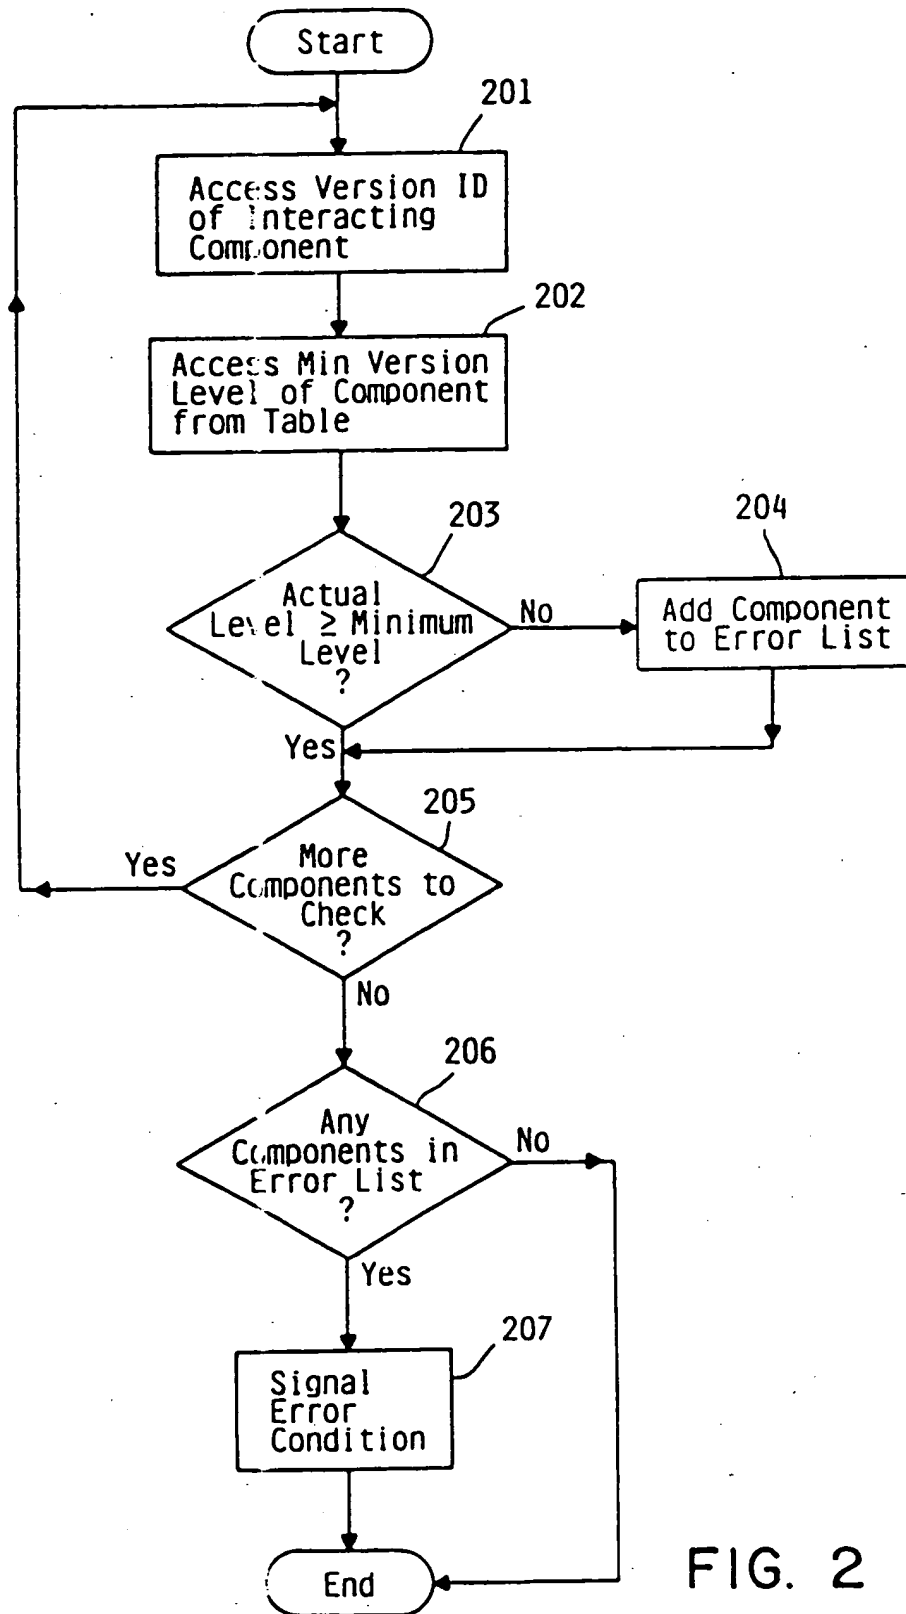 Start
201
Access Version ID
of Interacting
Component
202
Access Min Version
Level of Component
from Table
203
Actual
Level ≥ Minimum
Level
?
No
204
Add Component
to Error List
Yes
205
More
Components to
Check
?
Yes
No
206
Any
Components in
Error List
?
No
Yes
207
Signal
Error
Condition
End
FIG. 2